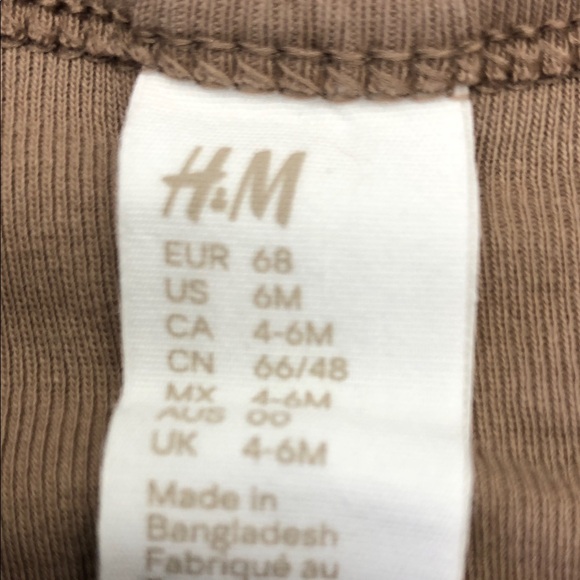 H&M
EUR 68
US 6M
CA 4-6M
CN 66/48
MX 4-6M
AUS 00
UK 4-6M
Made in
Bangladesh
Fabriqué au